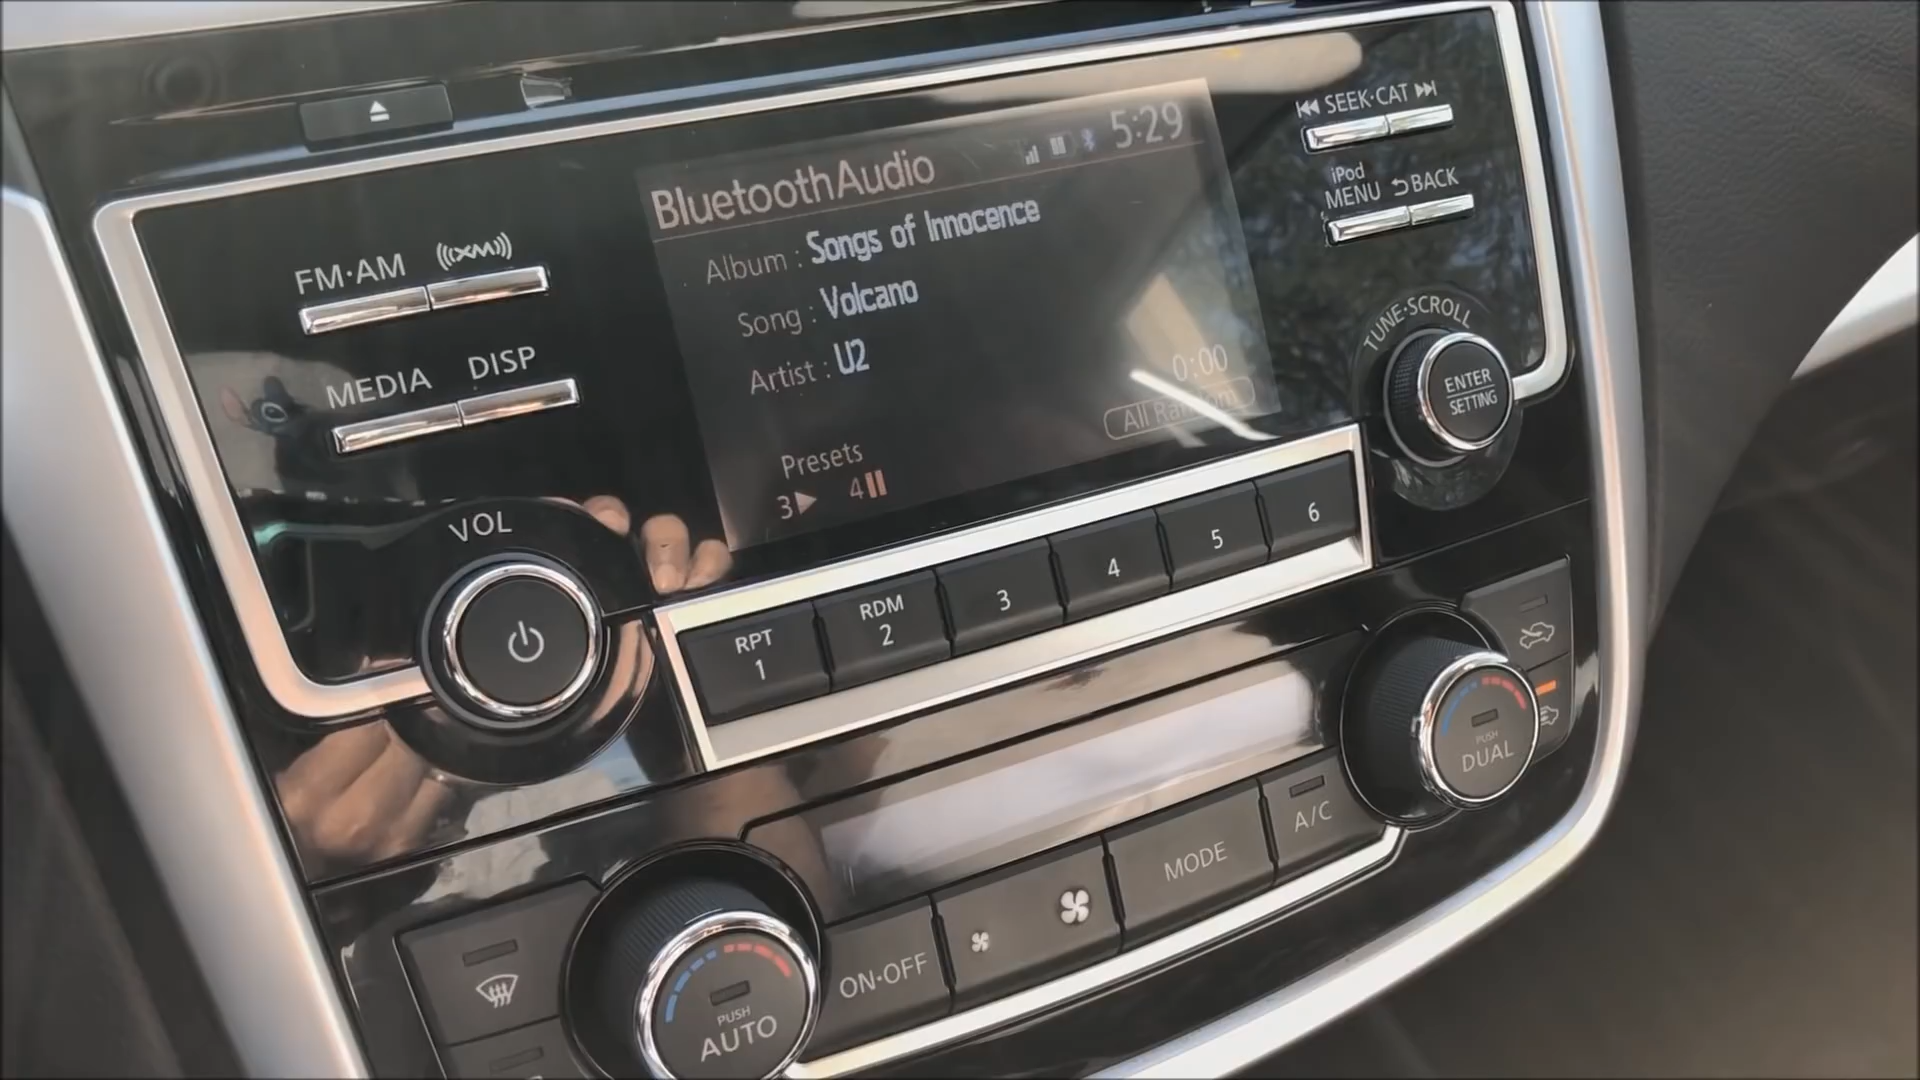 SEEK·CAT
5:29
BluetoothAudio
iPod
MENU BACK
Album : Songs of Innocence
FM·AM ((XM))
Song : Volcano
TUNE·SCROLL
Artist : U2
MEDIA DISP
0:00
ENTER
SETTING
All Random
Presets
3 4
VOL
RPT
1
RDM
2
3
4
5
6
PUSH
DUAL
A/C
MODE
ON·OFF
PUSH
AUTO